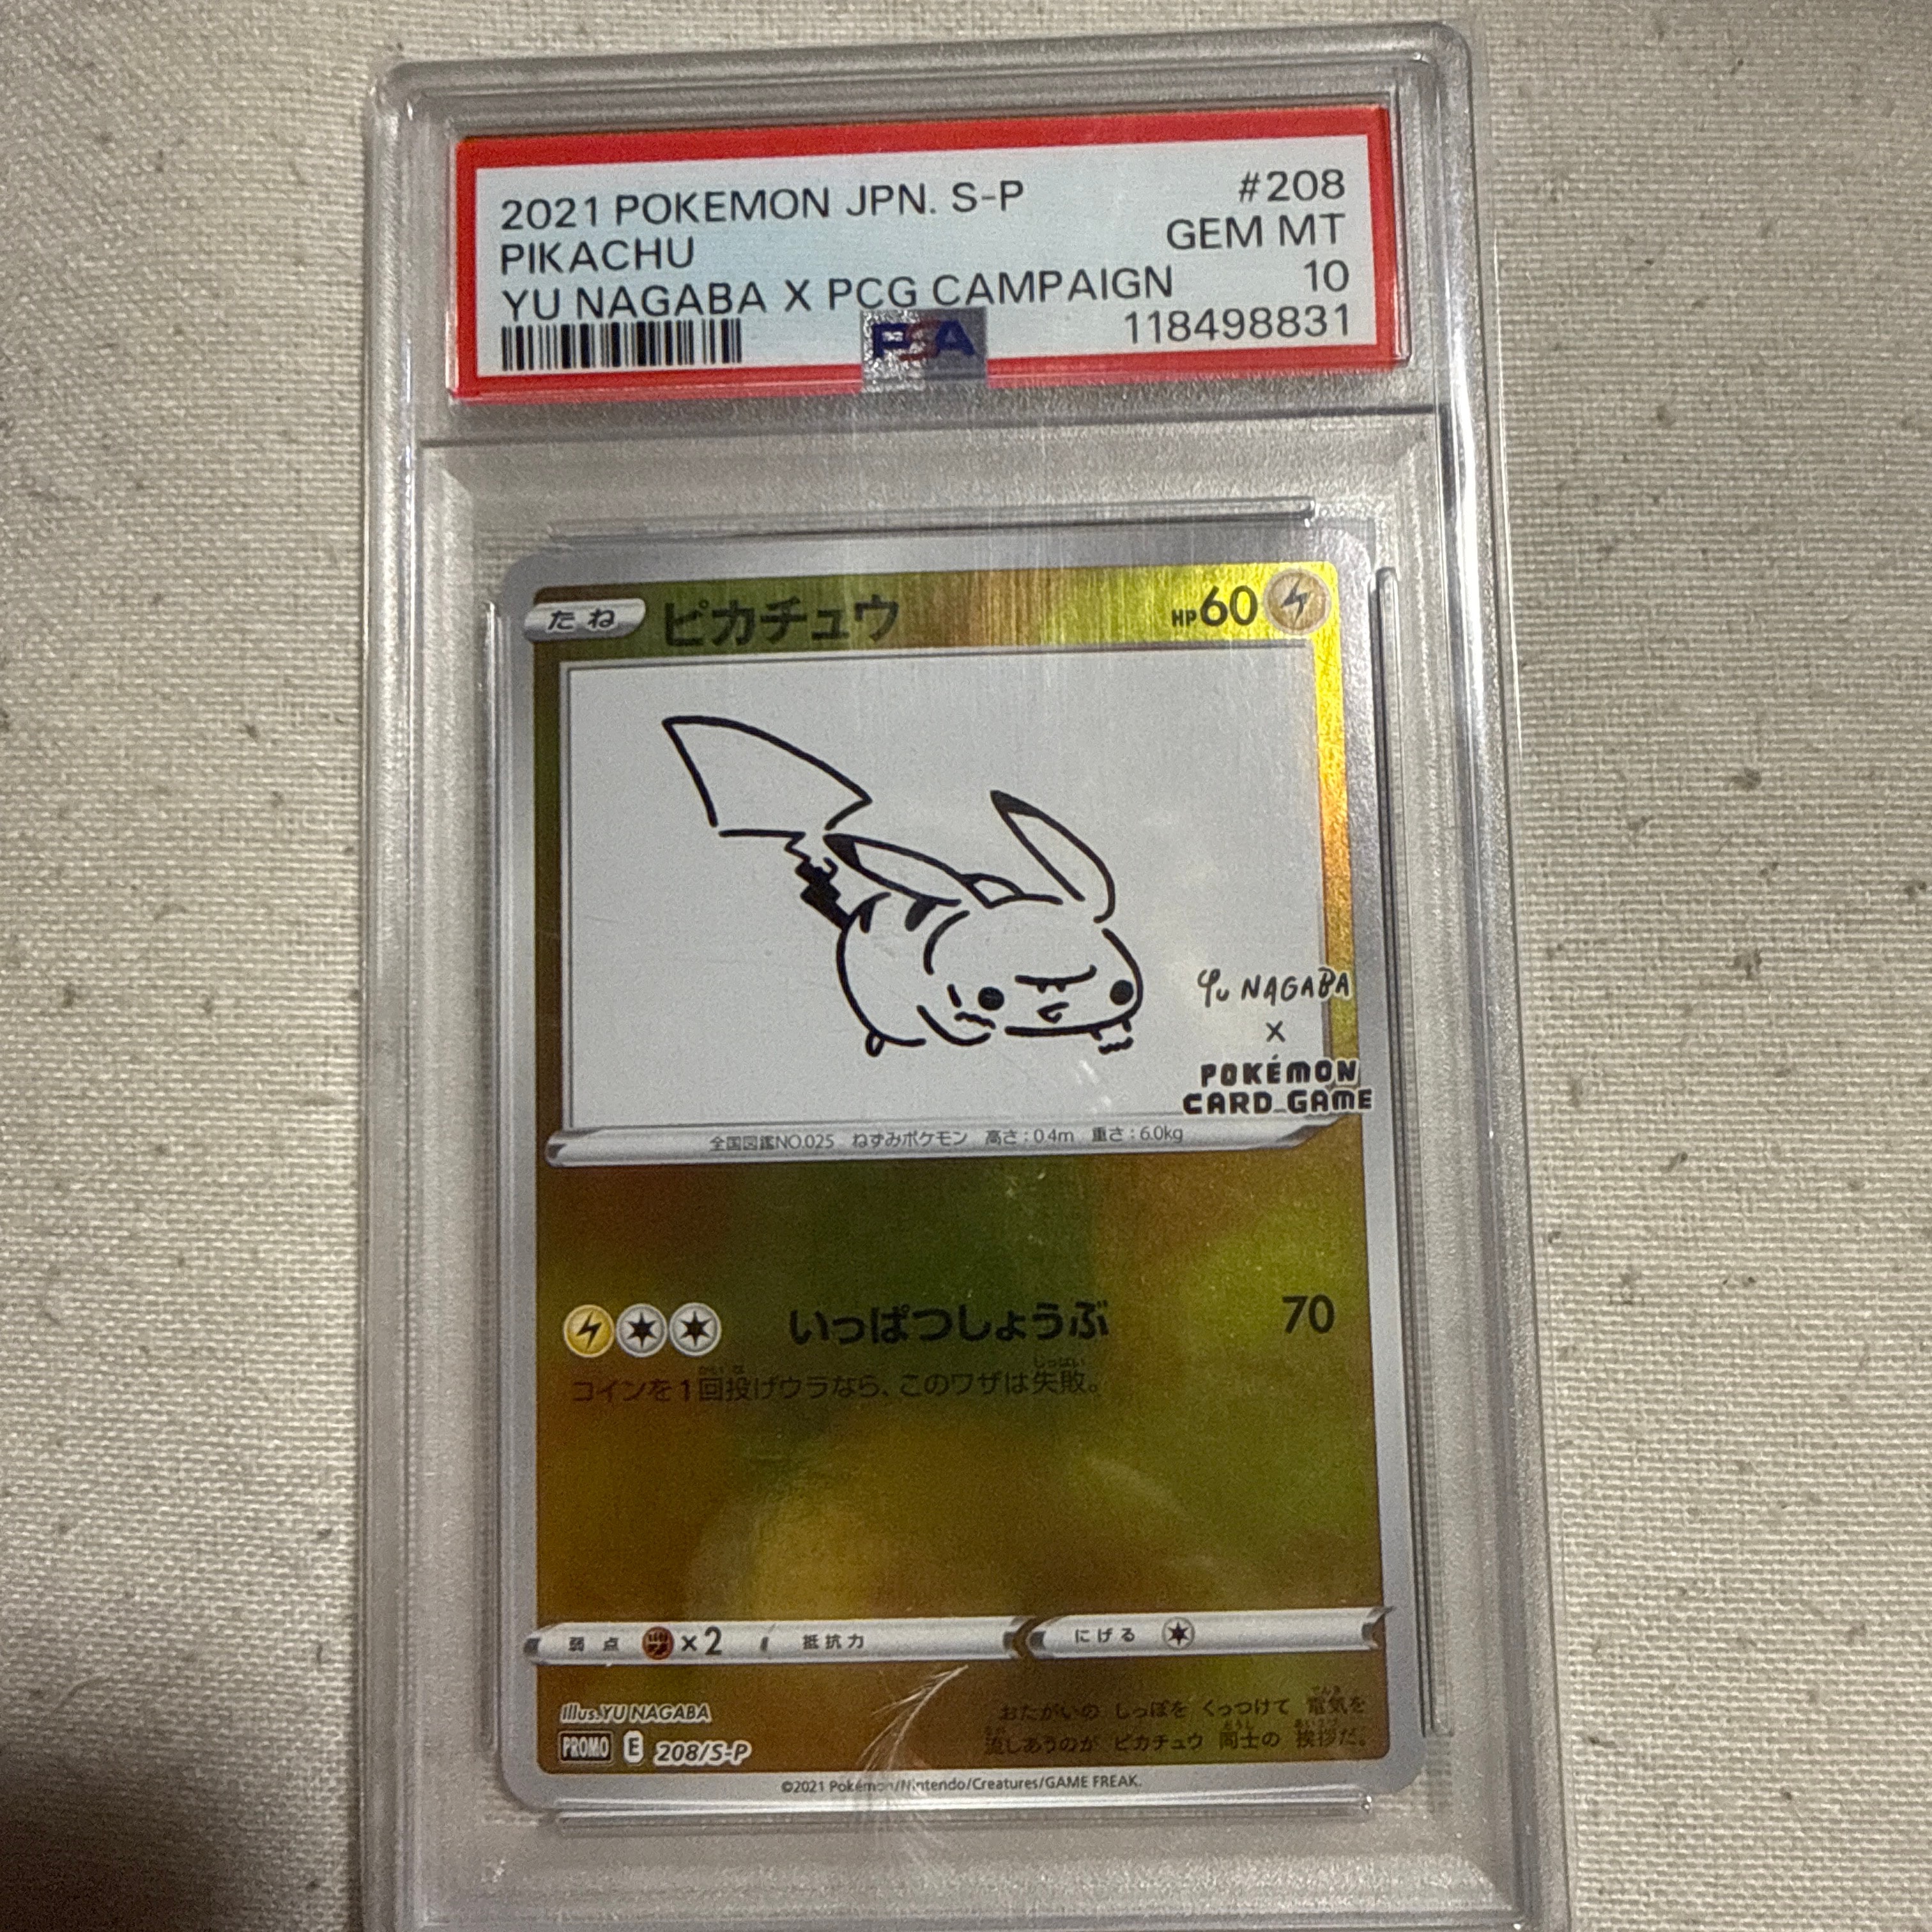 2021 POKEMON JPN. S-P #208
PIKACHU GEM MT
YU NAGABA X PCG CAMPAIGN 10
PSA 118498831
たね ピカチュウ HP60
Yu NAGABA
×
POKÉMON
CARD GAME
全国図鑑NO.025 ねずみポケモン 高さ:0.4m 重さ:6.0kg
いっぱつしょうぶ 70
コインを1回投げウラなら、このワザは失敗。
弱点 ×2 抵抗力 にげる
illus.YU NAGABA
PROMO E 208/S-P
おたがいの しっぽを くっつけて 電気を
流しあうのが ピカチュウ 同士の 挨拶だ。
©2021 Pokémon/Nintendo/Creatures/GAME FREAK.